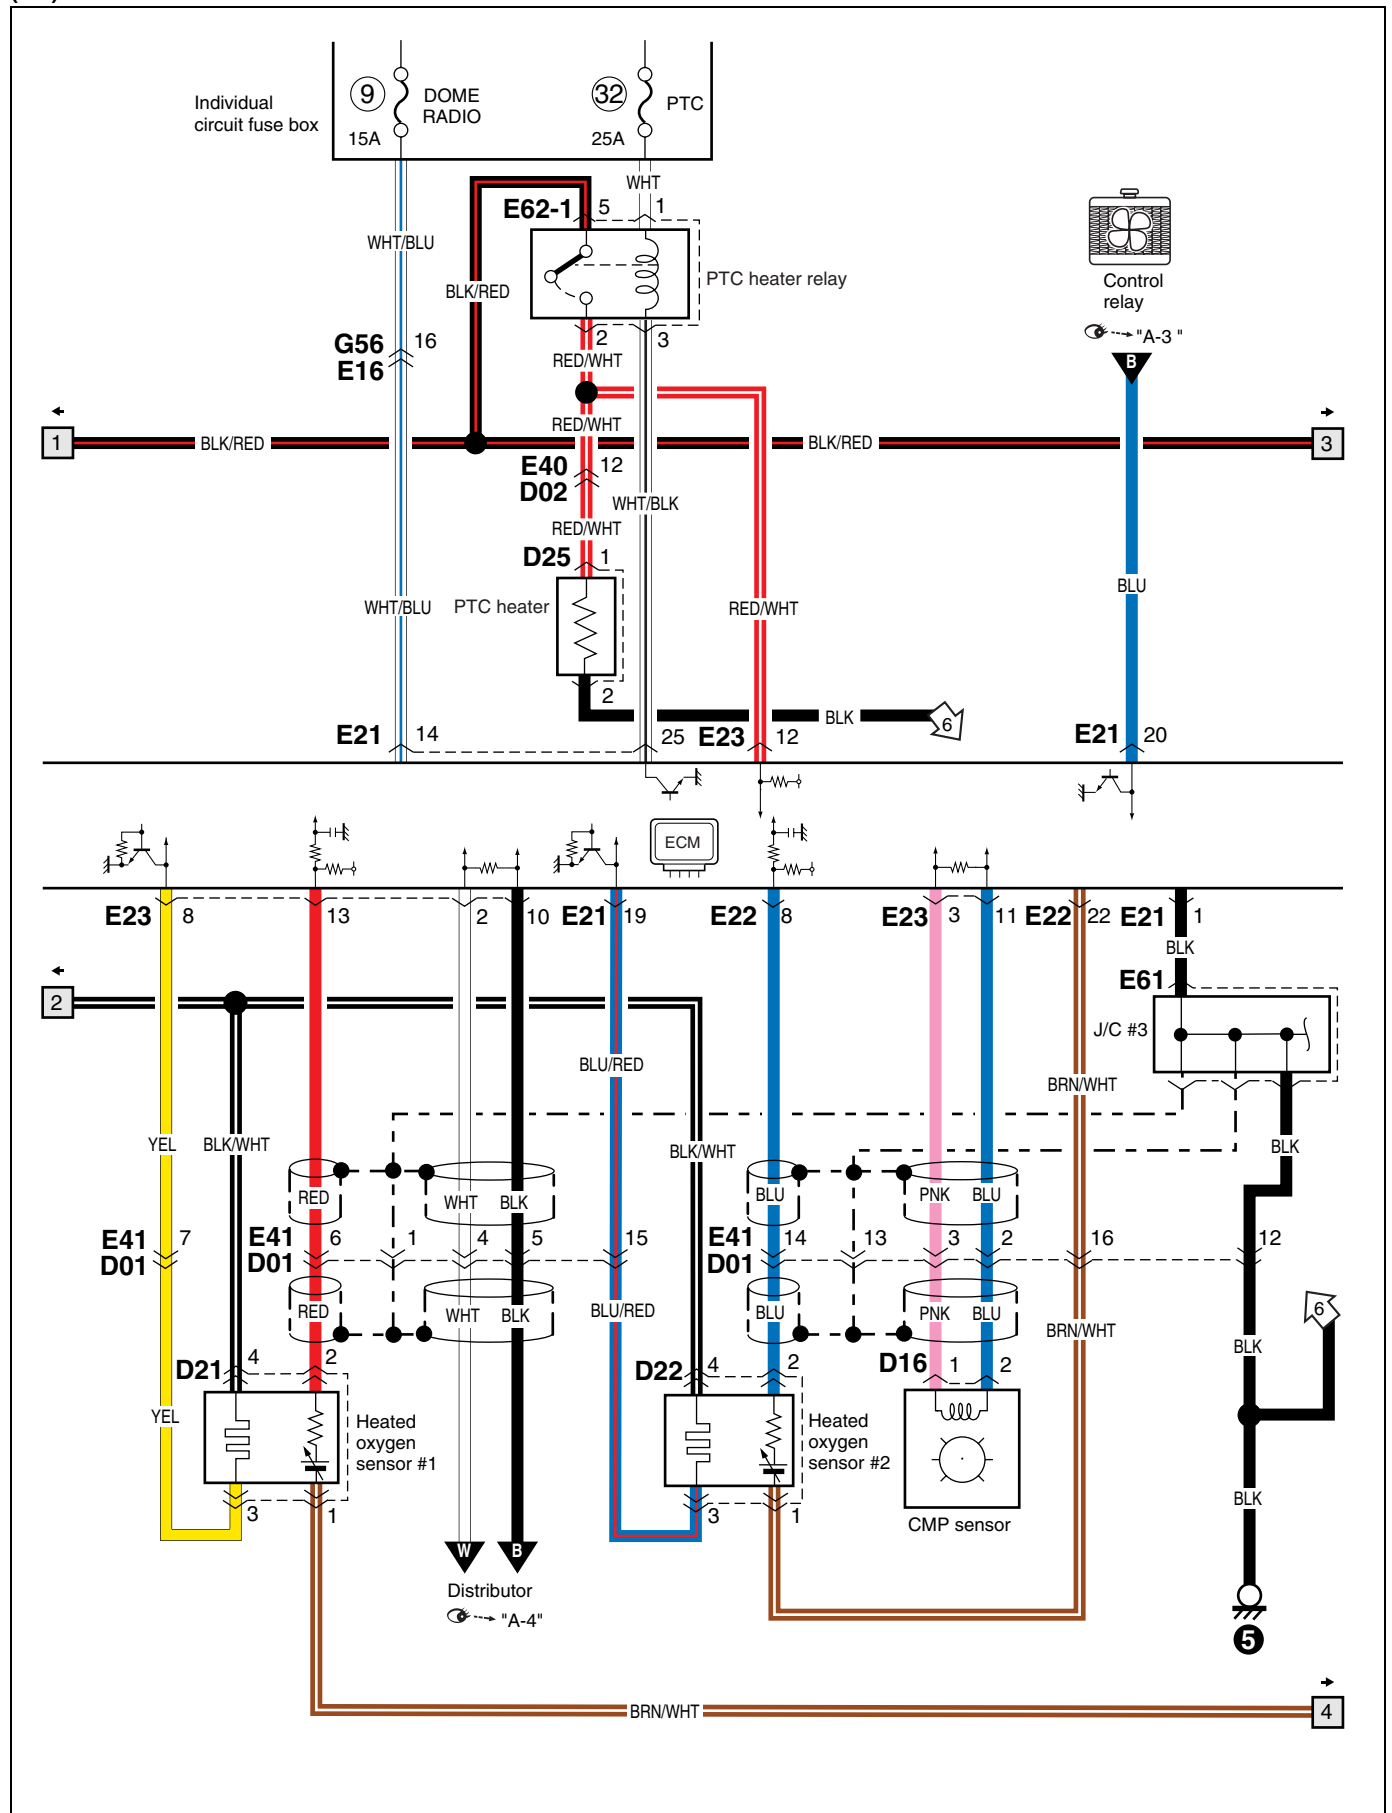 9
DOME
RADIO
15A
32
PTC
25A
Individual
circuit fuse box
WHT
E62-1
5
1
WHT/BLU
BLK/RED
PTC heater relay
Control
relay
"A-3 "
B
G56
E16
16
2
3
RED/WHT
1
BLK/RED
RED/WHT
BLK/RED
3
E40
D02
12
WHT/BLK
RED/WHT
D25
1
BLU
WHT/BLU
PTC heater
RED/WHT
2
BLK
6
E21
14
25
E23
12
E21
20
ECM
E23
8
13
2
10
E21
19
E22
8
E23
3
11
E22
22
E21
1
BLK
E61
2
J/C #3
BLU/RED
BRN/WHT
YEL
BLK/WHT
BLK/WHT
BLK
RED
WHT
BLK
BLU
PNK
BLU
E41
D01
7
E41
D01
6
1
4
5
15
E41
D01
14
13
3
2
16
12
RED
WHT
BLK
BLU/RED
BLU
PNK
BLU
BRN/WHT
6
BLK
D21
4
2
D22
4
2
D16
1
2
YEL
Heated
oxygen
sensor #1
Heated
oxygen
sensor #2
3
1
3
1
BLK
CMP sensor
W
B
Distributor
"A-4"
5
BRN/WHT
4